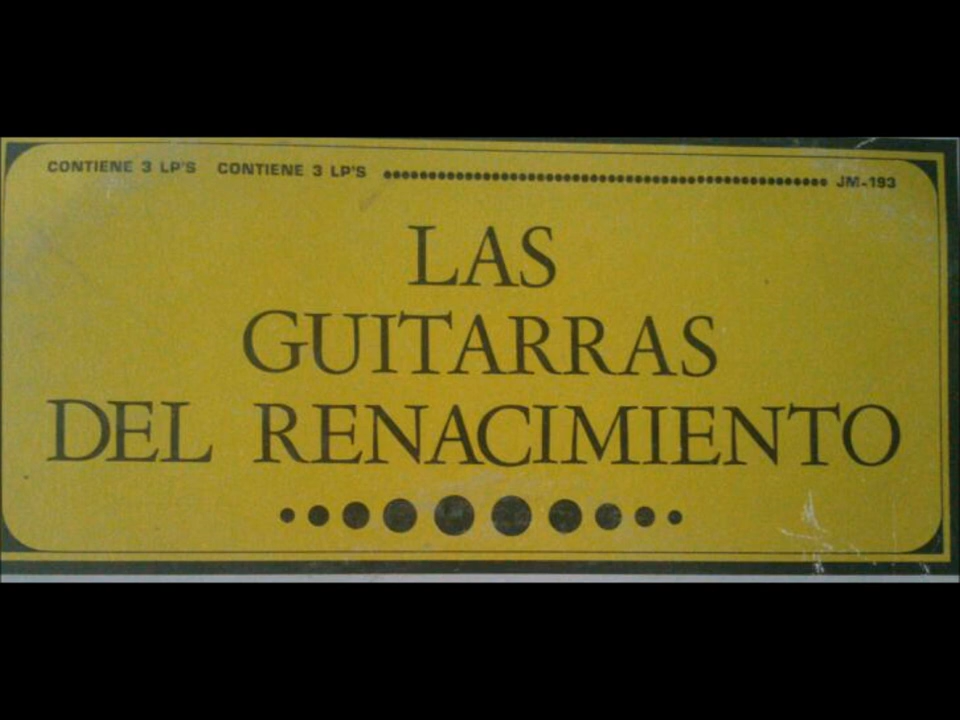 CONTIENE 3 LP'S CONTIENE 3 LP'S JM-193
LAS
GUITARRAS
DEL RENACIMIENTO